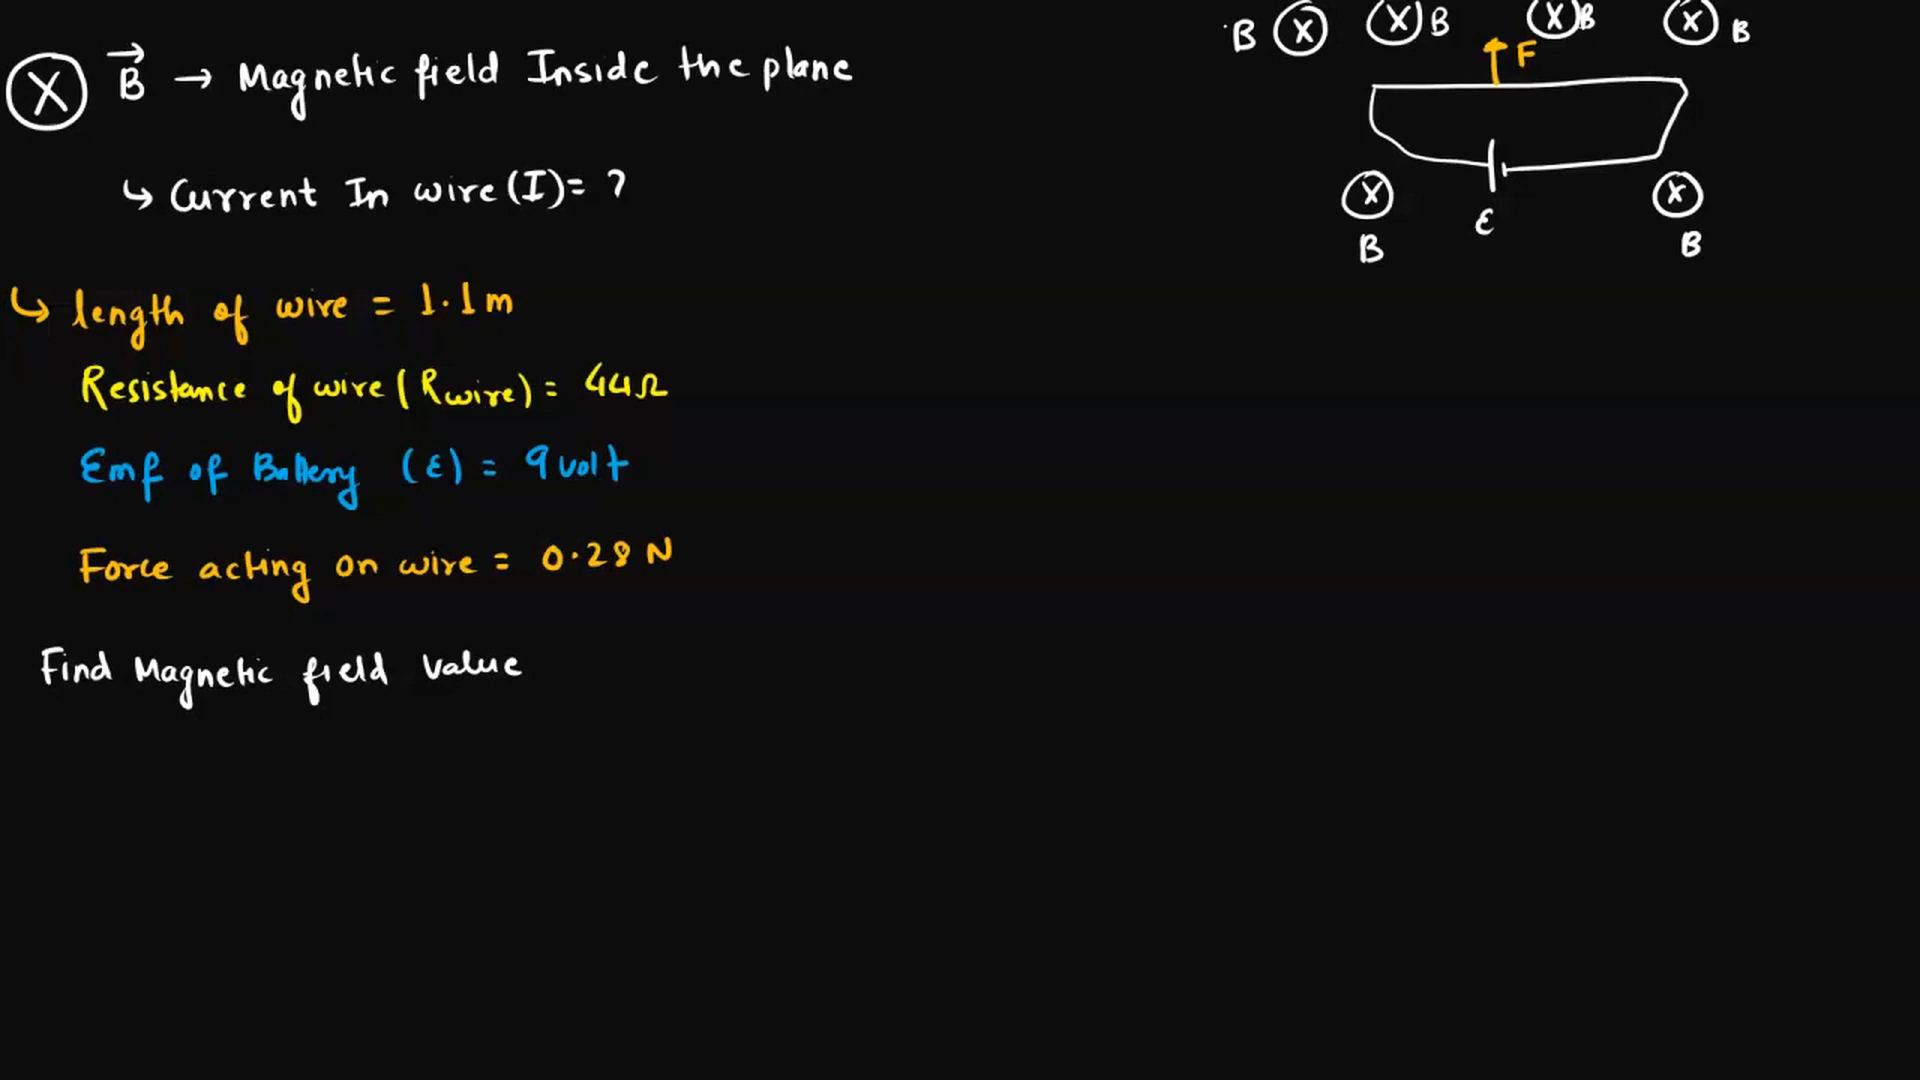 Ⓧ B⃗ → Magnetic field Inside the plane
↳ Current In wire (I) = ?
↳ length of wire = 1.1m
Resistance of wire (Rwire) = 44Ω
Emf of Battery (ε) = 9 volt
Force acting on wire = 0.28 N
Find Magnetic field value
B Ⓧ Ⓧ B Ⓧ B Ⓧ B
F
Ⓧ Ⓧ
ε
B B